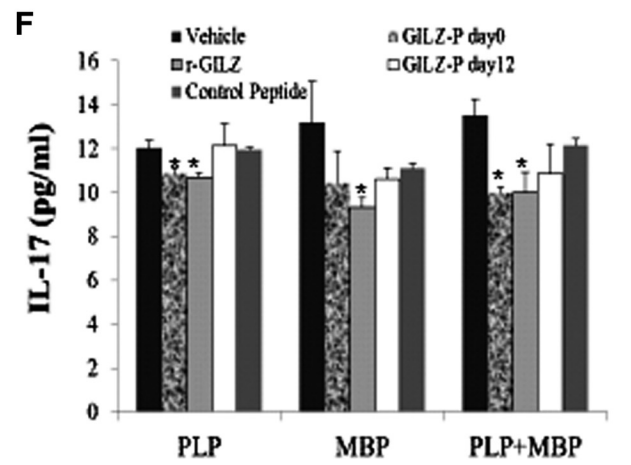 F
Vehicle GILZ-P day0
r-GILZ GILZ-P day12
Control Peptide
IL-17 (pg/ml)
16
14
12
10
8
6
4
2
0
* *
*
* *
PLP MBP PLP+MBP